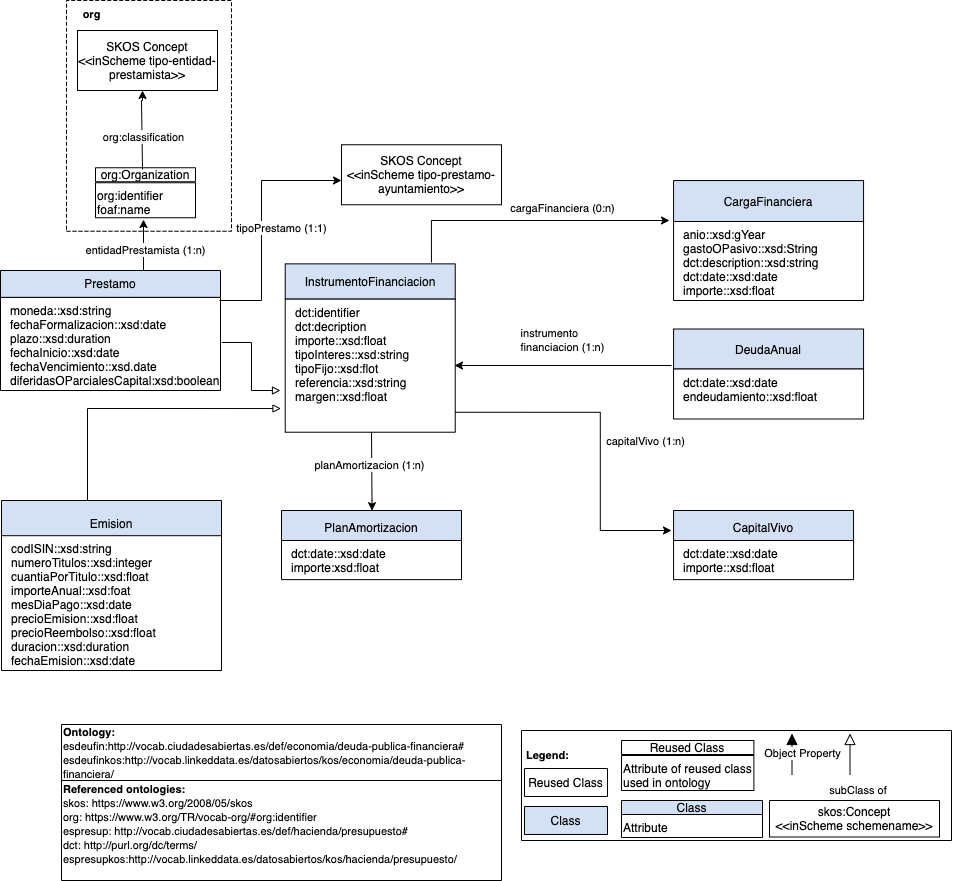 org
SKOS Concept
<<inScheme tipo-entidad-
prestamista>>
org:classification
org:Organization
org:identifier
foaf:name
entidadPrestamista (1:n)
tipoPrestamo (1:1)
SKOS Concept
<<inScheme tipo-prestamo-
ayuntamiento>>
cargaFinanciera (0:n)
CargaFinanciera
anio::xsd:gYear
gastoOPasivo::xsd:String
dct:description::xsd:string
dct:date::xsd:date
importe::xsd:float
Prestamo
moneda::xsd:string
fechaFormalizacion::xsd:date
plazo::xsd:duration
fechaInicio::xsd:date
fechaVencimiento::xsd.date
diferidasOParcialesCapital:xsd:boolean
InstrumentoFinanciacion
dct:identifier
dct:decription
importe::xsd:float
tipoInteres::xsd:string
tipoFijo::xsd:flot
referencia::xsd:string
margen::xsd:float
instrumento
financiacion (1:n)
DeudaAnual
dct:date::xsd:date
endeudamiento::xsd:float
capitalVivo (1:n)
planAmortizacion (1:n)
Emisión
codISIN::xsd:string
numeroTitulos::xsd:integer
cuantiaPorTitulo::xsd:float
importeAnual::xsd:foat
mesDiaPago::xsd:date
precioEmision::xsd:float
precioReembolso::xsd:float
duracion::xsd:duration
fechaEmision::xsd:date
PlanAmortizacion
dct:date::xsd:date
importe:xsd:float
CapitalVivo
dct:date::xsd:date
importe::xsd:float
Ontology:
esdeufin:http://vocab.ciudadesabiertas.es/def/economia/deuda-publica-financiera#
esdeufinkos:http://vocab.linkeddata.es/datosabiertos/kos/economia/deuda-publica-
financiera/
Referenced ontologies:
skos: https://www.w3.org/2008/05/skos
org: https://www.w3.org/TR/vocab-org/#org:identifier
espresup: http://vocab.ciudadesabiertas.es/def/hacienda/presupuesto#
dct: http://purl.org/dc/terms/
espresupkos:http://vocab.linkeddata.es/datosabiertos/kos/hacienda/presupuesto/
Legend:
Reused Class
Class
Reused Class
Attribute of reused class
used in ontology
Class
Attribute
Object Property
subClass of
skos:Concept
<<inScheme schemename>>